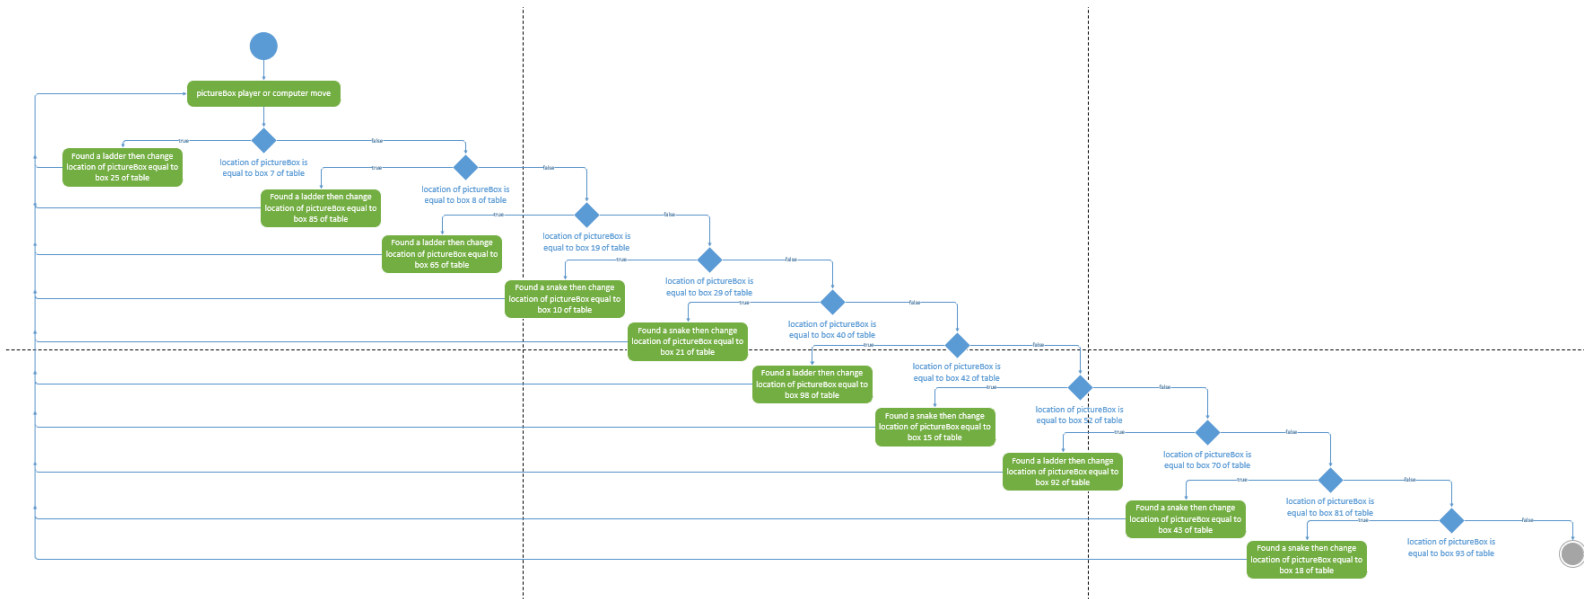 pictureBox player or computer move
true
false
Found a ladder then change
location of pictureBox equal to
box 25 of table
location of pictureBox is
equal to box 7 of table
true
false
Found a ladder then change
location of pictureBox equal to
box 85 of table
location of pictureBox is
equal to box 8 of table
true
false
Found a ladder then change
location of pictureBox equal to
box 65 of table
location of pictureBox is
equal to box 19 of table
true
false
Found a snake then change
location of pictureBox equal to
box 10 of table
location of pictureBox is
equal to box 29 of table
true
false
Found a snake then change
location of pictureBox equal to
box 21 of table
location of pictureBox is
equal to box 40 of table
true
false
Found a ladder then change
location of pictureBox equal to
box 98 of table
location of pictureBox is
equal to box 42 of table
true
false
Found a snake then change
location of pictureBox equal to
box 15 of table
location of pictureBox is
equal to box 52 of table
true
false
Found a ladder then change
location of pictureBox equal to
box 92 of table
location of pictureBox is
equal to box 70 of table
true
false
Found a snake then change
location of pictureBox equal to
box 43 of table
location of pictureBox is
equal to box 81 of table
true
false
Found a snake then change
location of pictureBox equal to
box 18 of table
location of pictureBox is
equal to box 93 of table